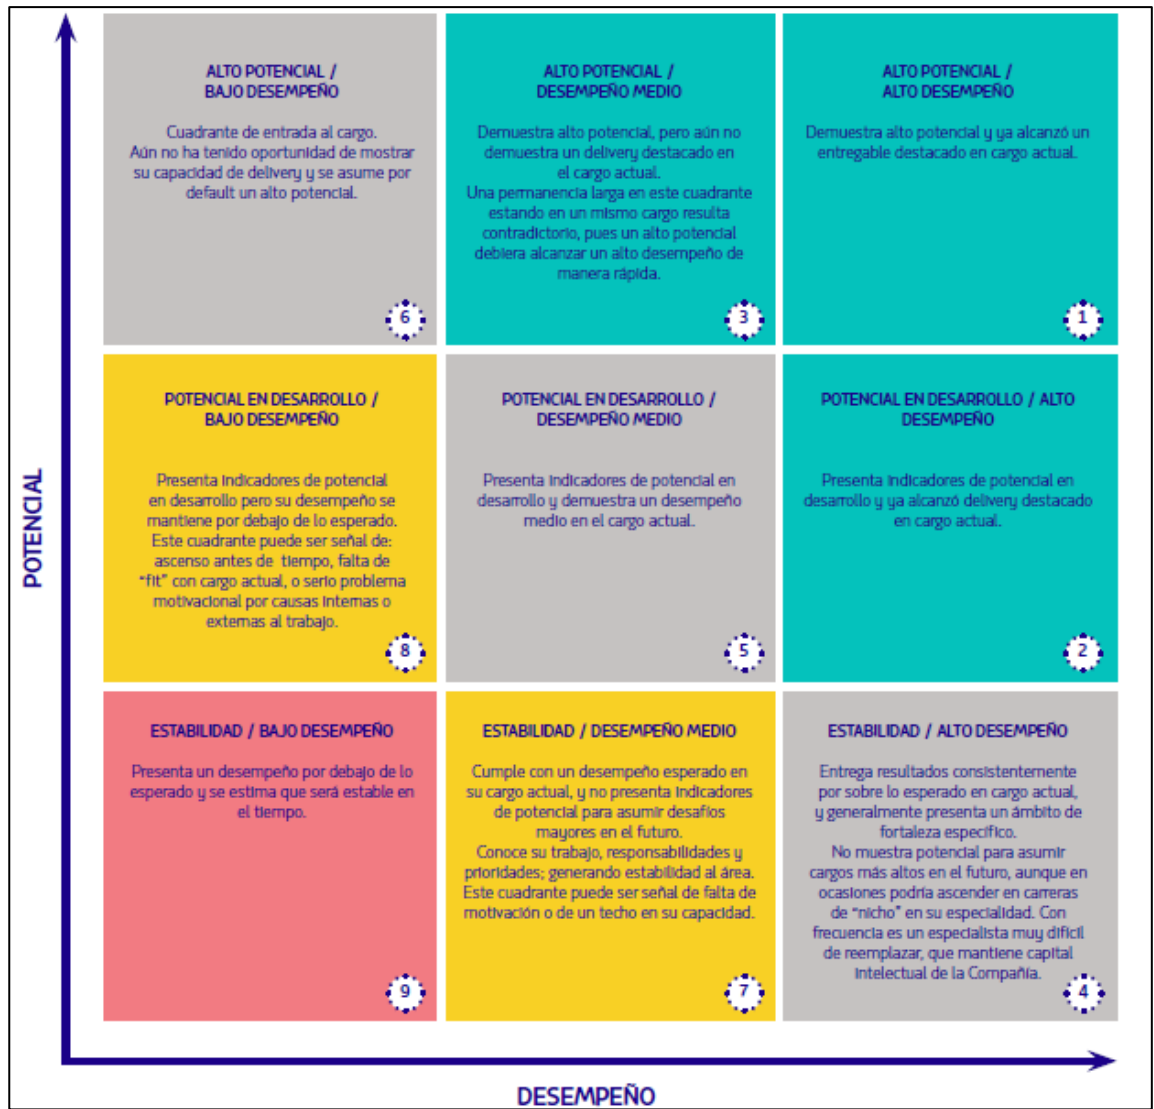 ALTO POTENCIAL /
BAJO DESEMPEÑO
Cuadrante de entrada al cargo.
Aún no ha tenido oportunidad de mostrar
su capacidad de delivery y se asume por
default un alto potencial.
6
ALTO POTENCIAL /
DESEMPEÑO MEDIO
Demuestra alto potencial, pero aún no
demuestra un delivery destacado en
el cargo actual.
Una permanencia larga en este cuadrante
estando en un mismo cargo resulta
contradictorio, pues un alto potencial
debiera alcanzar un alto desempeño de
manera rápida.
3
ALTO POTENCIAL /
ALTO DESEMPEÑO
Demuestra alto potencial y ya alcanzó un
entregable destacado en cargo actual.
1
POTENCIAL EN DESARROLLO /
BAJO DESEMPEÑO
Presenta indicadores de potencial
en desarrollo pero su desempeño se
mantiene por debajo de lo esperado.
Este cuadrante puede ser señal de:
ascenso antes de tiempo, falta de
"fit" con cargo actual, o serio problema
motivacional por causas internas o
externas al trabajo.
8
POTENCIAL EN DESARROLLO /
DESEMPEÑO MEDIO
Presenta indicadores de potencial en
desarrollo y demuestra un desempeño
medio en el cargo actual.
5
POTENCIAL EN DESARROLLO / ALTO
DESEMPEÑO
Presenta indicadores de potencial en
desarrollo y ya alcanzó delivery destacado
en cargo actual.
2
ESTABILIDAD / BAJO DESEMPEÑO
Presenta un desempeño por debajo de lo
esperado y se estima que será estable en
el tiempo.
9
ESTABILIDAD / DESEMPEÑO MEDIO
Cumple con un desempeño esperado en
su cargo actual, y no presenta indicadores
de potencial para asumir desafíos
mayores en el futuro.
Conoce su trabajo, responsabilidades y
prioridades; generando estabilidad al área.
Este cuadrante puede ser señal de falta de
motivación o de un techo en su capacidad.
7
ESTABILIDAD / ALTO DESEMPEÑO
Entrega resultados consistentemente
por sobre lo esperado en cargo actual,
y generalmente presenta un ámbito de
fortaleza específico.
No muestra potencial para asumir
cargos más altos en el futuro, aunque en
ocasiones podría ascender en carreras
de "nicho" en su especialidad. Con
frecuencia es un especialista muy difícil
de reemplazar, que mantiene capital
intelectual de la Compañía.
4
POTENCIAL
DESEMPEÑO